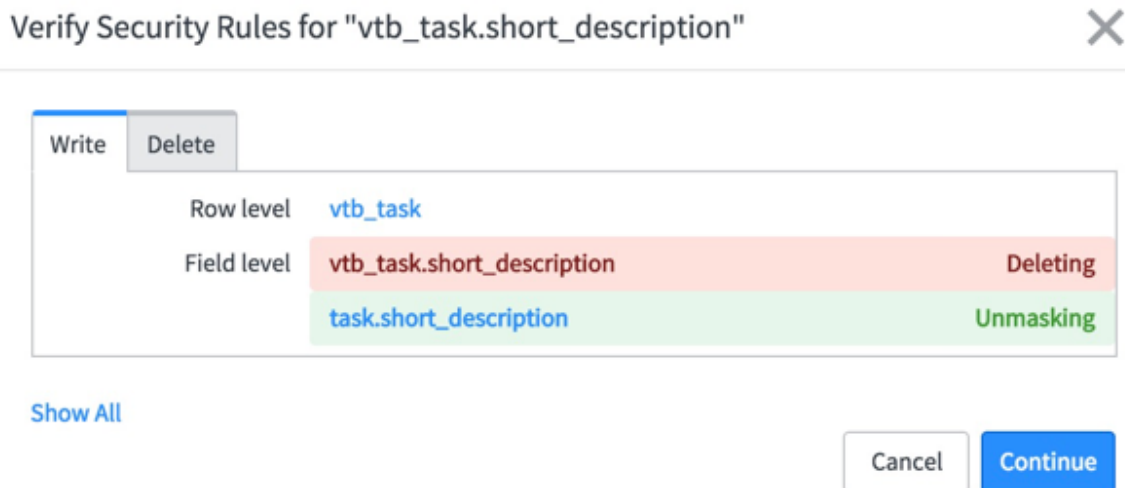 Verify Security Rules for "vtb_task.short_description"
Write Delete
Row level vtb_task
Field level vtb_task.short_description Deleting
task.short_description Unmasking
Show All
Cancel Continue